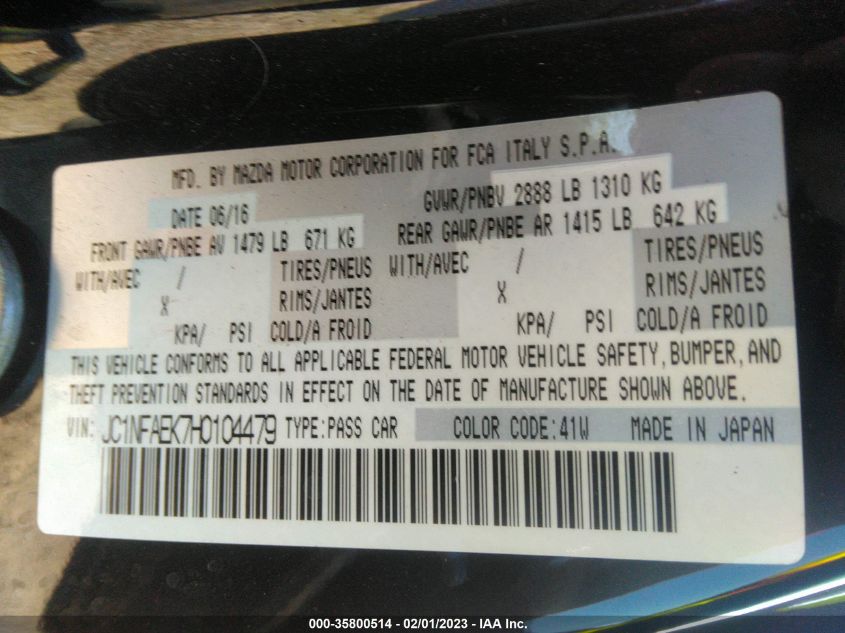 MFD. BY MAZDA MOTOR CORPORATION FOR FCA ITALY S.P.A.
DATE 06/16 GVWR/PNBV 2888 LB 1310 KG
FRONT GAWR/PNBE AV 1479 LB 671 KG REAR GAWR/PNBE AR 1415 LB 642 KG
WITH/AVEC / TIRES/PNEUS WITH/AVEC / TIRES/PNEUS
X RIMS/JANTES X RIMS/JANTES
KPA/ PSI COLD/A FROID KPA/ PSI COLD/A FROID
THIS VEHICLE CONFORMS TO ALL APPLICABLE FEDERAL MOTOR VEHICLE SAFETY, BUMPER, AND
THEFT PREVENTION STANDARDS IN EFFECT ON THE DATE OF MANUFACTURE SHOWN ABOVE.
VIN: JC1NFAEK7H0104479 TYPE: PASS CAR COLOR CODE: 41W MADE IN JAPAN
000-35800514 - 02/01/2023 - IAA Inc.